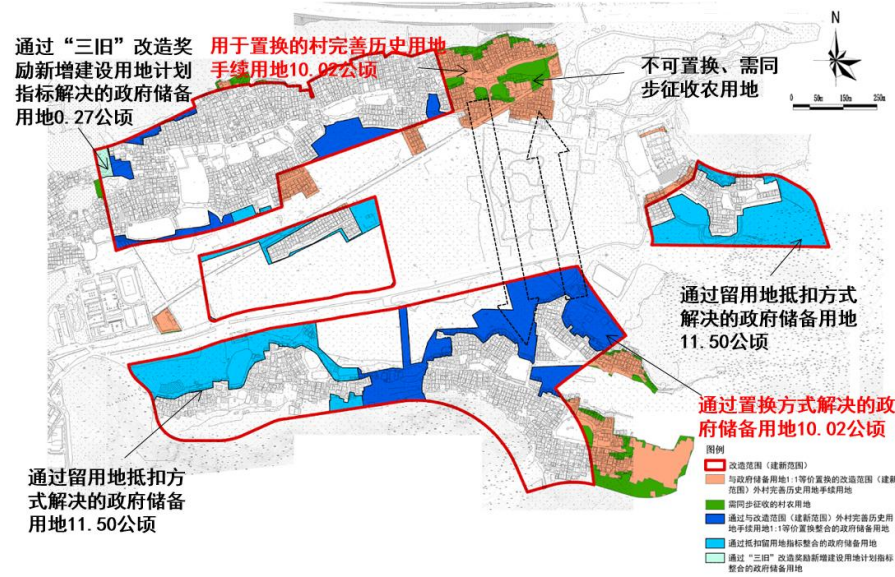 通过“三旧”改造奖
励新增建设用地计划
指标解决的政府储备
用地0.27公顷
用于置换的村完善历史用地
手续用地10.02公顷
不可置换、需同
步征收农用地
N
0 50m 150m 250m
通过留用地抵扣方式
解决的政府储备用地
11.50公顷
通过置换方式解决的政
府储备用地10.02公顷
通过留用地抵扣方
式解决的政府储备
用地11.50公顷
图例
改造范围（建新范围）
与政府储备用地1:1等价置换的改造范围（建新
范围）外村完善历史用地手续用地
需同步征收的村农用地
通过与改造范围（建新范围）外村完善历史用
地手续用地1:1等价置换整合的政府储备用地
通过抵扣留用地指标整合的政府储备用地
通过“三旧”改造奖励新增建设用地计划指标
整合的政府储备用地